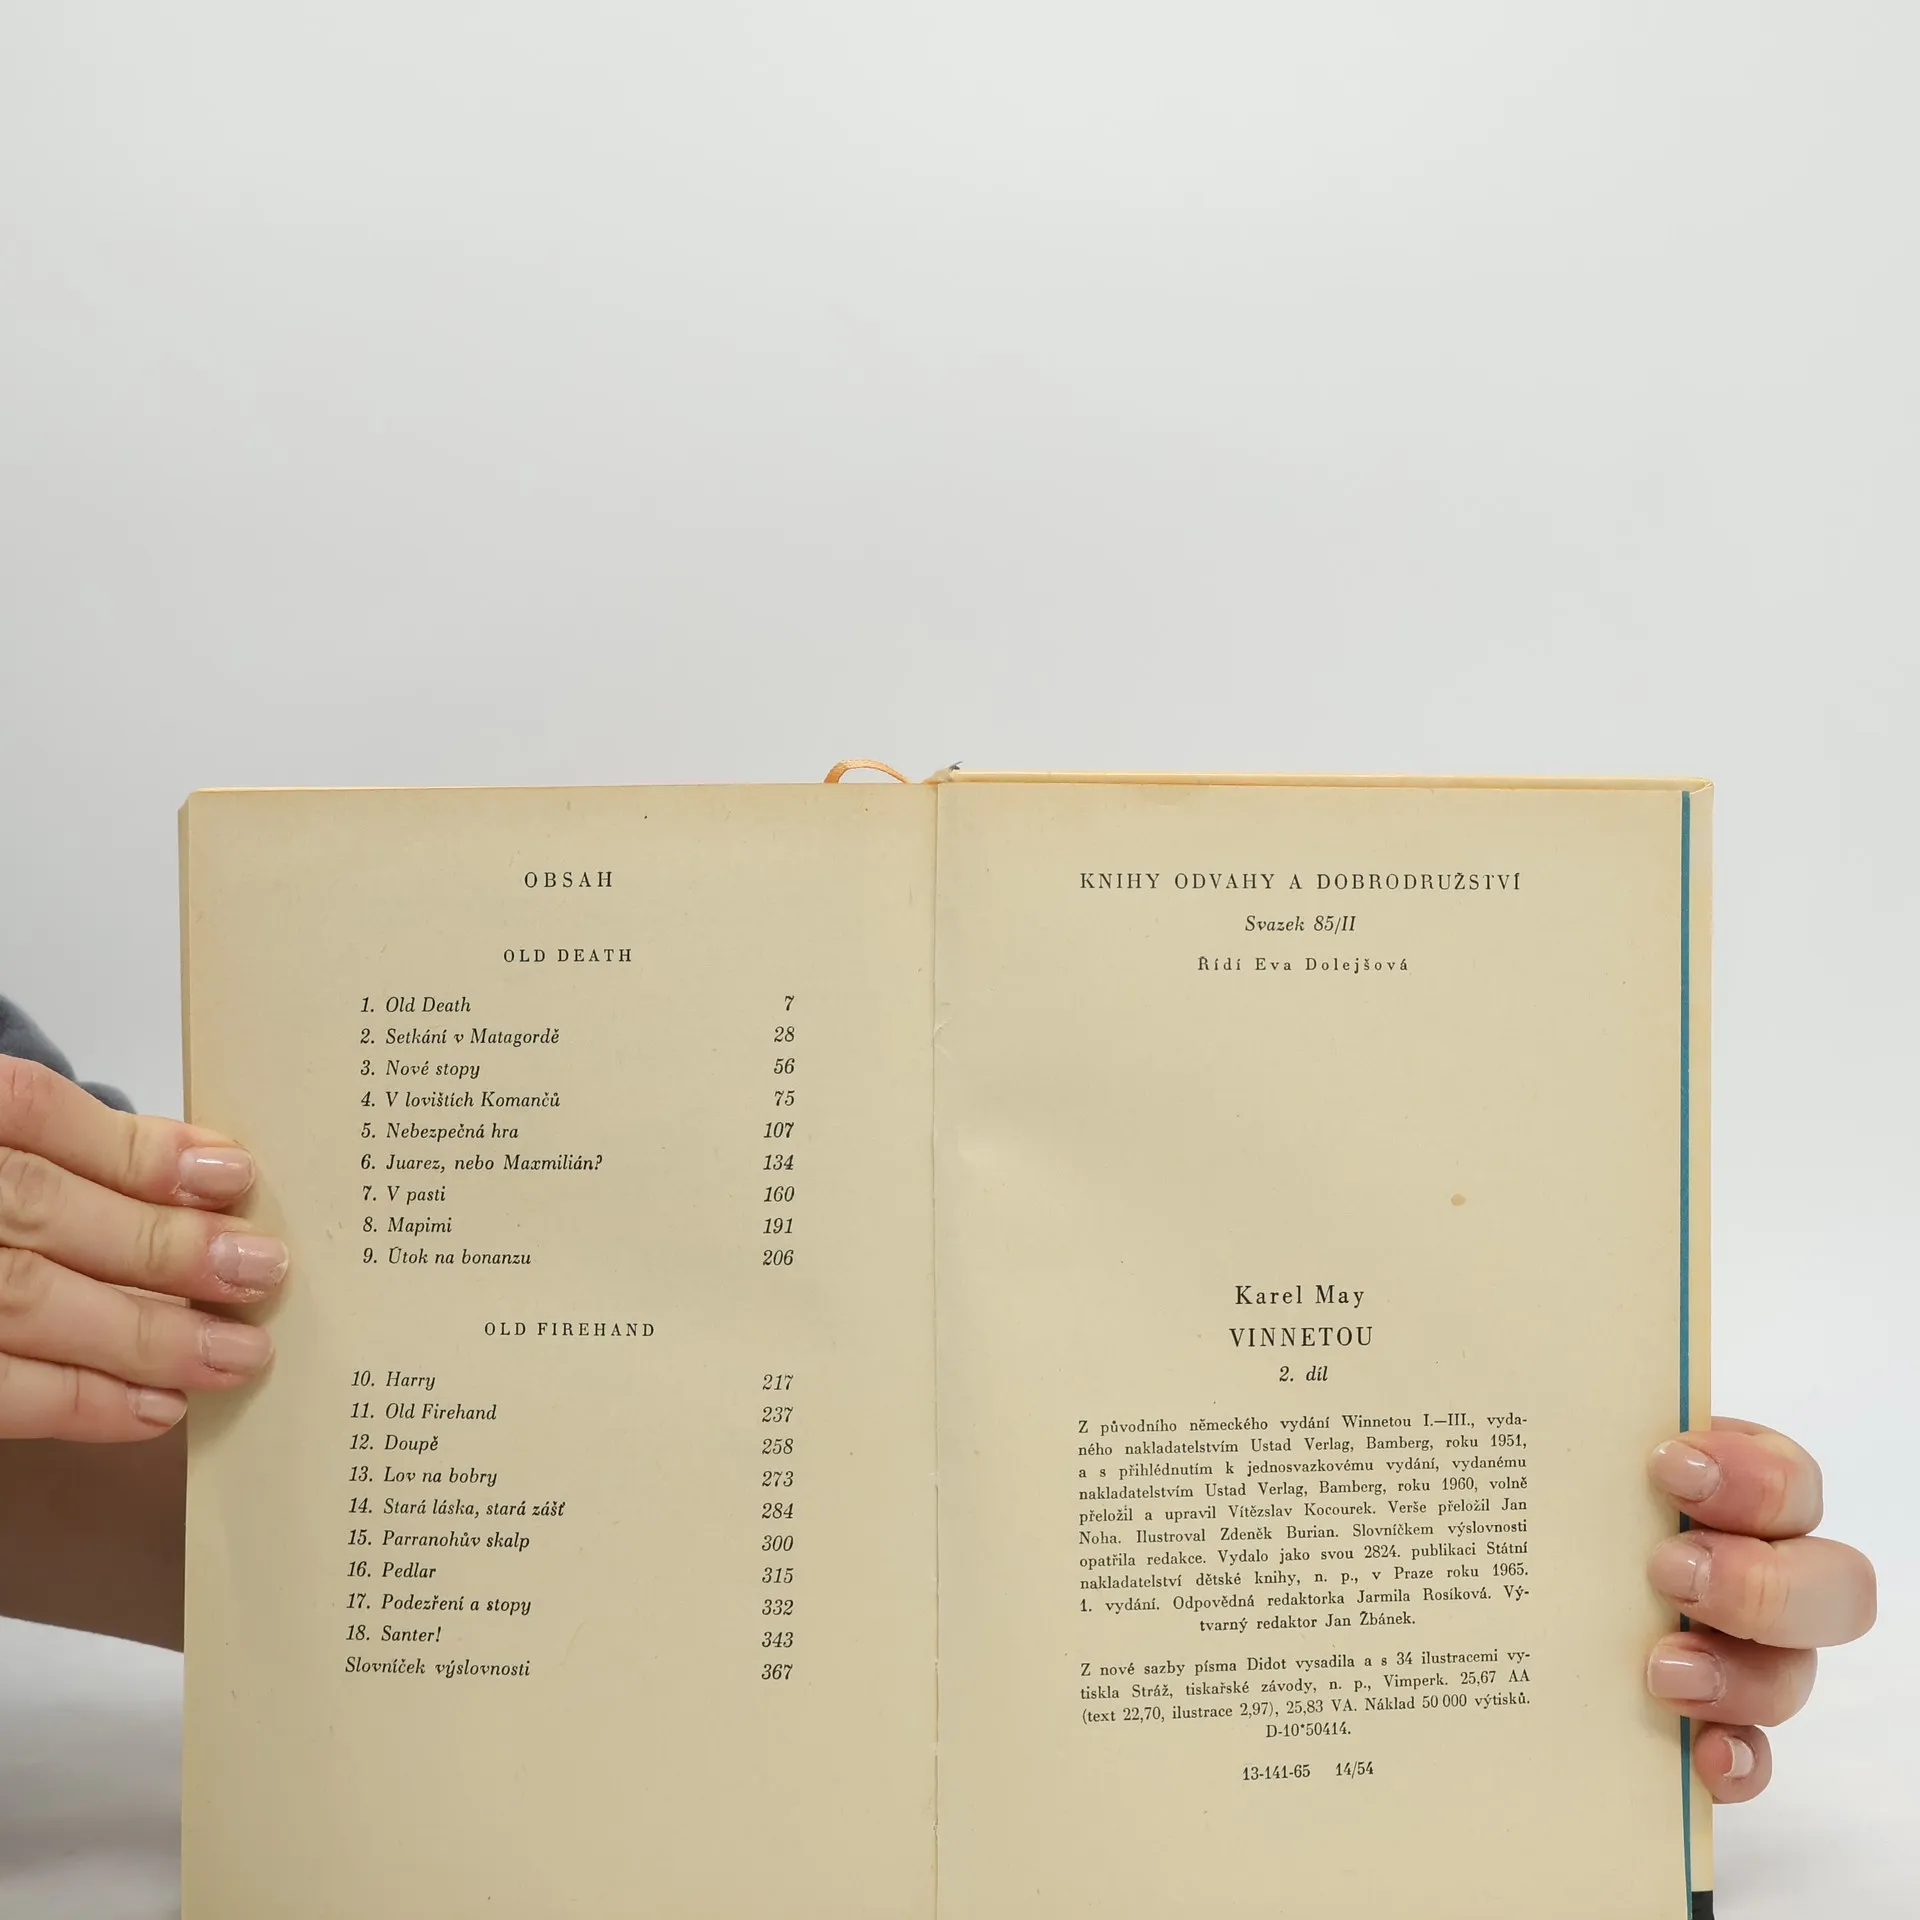 OBSAH
OLD DEATH
1. Old Death 7
2. Setkání v Matagordě 28
3. Nové stopy 56
4. V lovištích Komančů 75
5. Nebezpečná hra 107
6. Juarez, nebo Maxmilián? 134
7. V pasti 160
8. Mapimi 191
9. Útok na bonanzu 206
OLD FIREHAND
10. Harry 217
11. Old Firehand 237
12. Doupě 258
13. Lov na bobry 273
14. Stará láska, stará zášť 284
15. Parranohův skalp 300
16. Pedlar 315
17. Podezření a stopy 332
18. Santer! 343
Slovníček výslovnosti 367
KNIHY ODVAHY A DOBRODRUŽSTVÍ
Svazek 85/II
Řídí Eva Dolejšová
Karel May
VINNETOU
2. díl
Z původního německého vydání Winnetou I.—III., vyda-
ného nakladatelstvím Ustad Verlag, Bamberg, roku 1951,
a s přihlédnutím k jednosvazkovému vydání, vydanému
nakladatelstvím Ustad Verlag, Bamberg, roku 1960, volně
přeložil a upravil Vítězslav Kocourek. Verše přeložil Jan
Noha. Ilustroval Zdeněk Burian. Slovníčkem výslovnosti
opatřila redakce. Vydalo jako svou 2824. publikaci Státní
nakladatelství dětské knihy, n. p., v Praze roku 1965.
1. vydání. Odpovědná redaktorka Jarmila Rosíková. Vý-
tvarný redaktor Jan Žbánek.
Z nové sazby písma Didot vysadila a s 34 ilustracemi vy-
tiskla Stráž, tiskařské závody, n. p., Vimperk. 25,67 AA
(text 22,70, ilustrace 2,97), 25,83 VA. Náklad 50 000 výtisků.
D-10*50414.
13-141-65 14/54